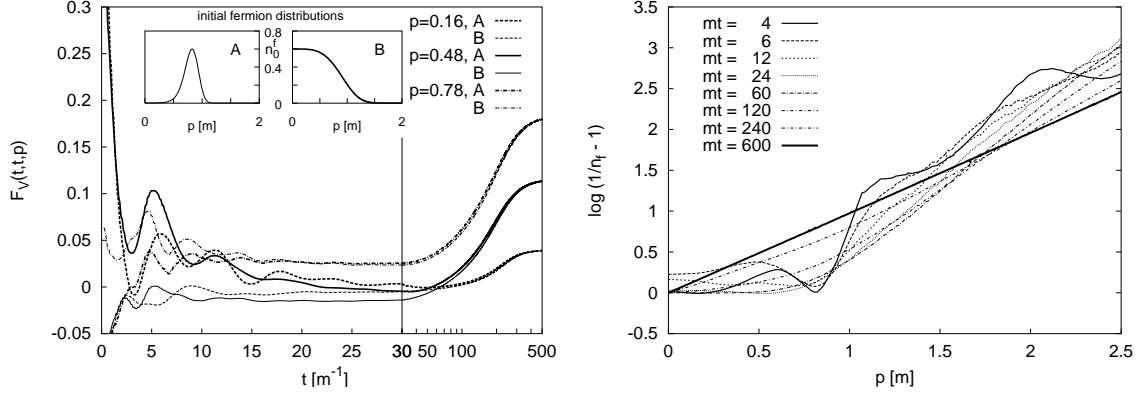 initial fermion distributions
0.8
n₀ᶠ
0.4
0
A
B
0
2
0
2
p [m]
p [m]
p=0.16, A
B
p=0.48, A
B
p=0.78, A
B
0.3
0.25
0.2
0.15
0.1
0.05
0
-0.05
F_V(t,t,p)
0 5 10 15 20 25 30 50 100 500
t [m⁻¹]
mt = 4
mt = 6
mt = 12
mt = 24
mt = 60
mt = 120
mt = 240
mt = 600
3.5
3
2.5
2
1.5
1
0.5
0
-0.5
log (1/n_f - 1)
0 0.5 1 1.5 2 2.5
p [m]